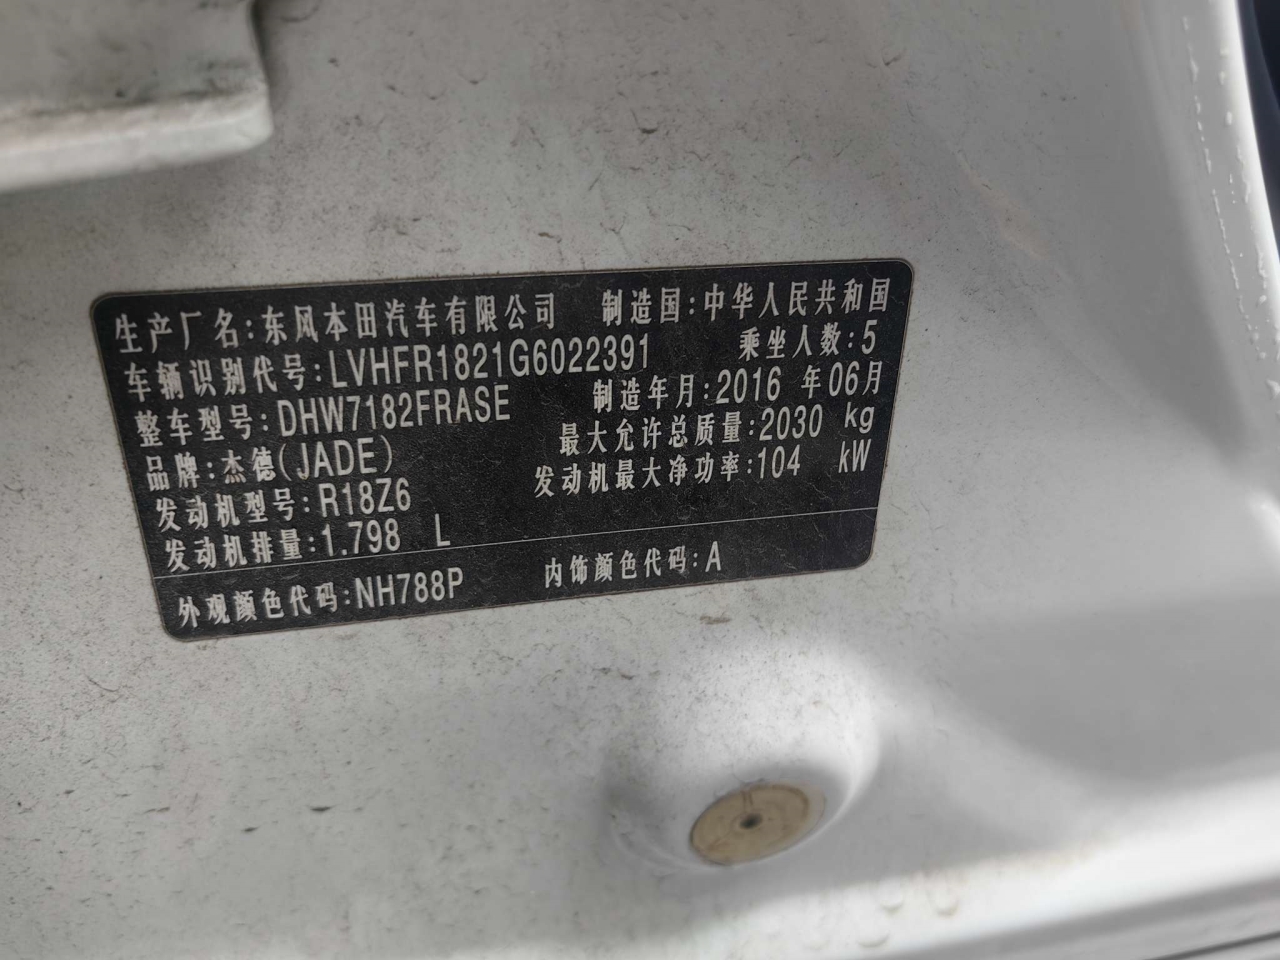 生产厂名:东风本田汽车有限公司 制造国:中华人民共和国
车辆识别代号:LVHFR1821G6022391 乘坐人数:5
整车型号:DHW7182FRASE 制造年月:2016 年06月
品牌:杰德(JADE) 最大允许总质量:2030 kg
发动机型号:R18Z6 发动机最大净功率:104 kW
发动机排量:1.798 L
外观颜色代码:NH788P 内饰颜色代码:A